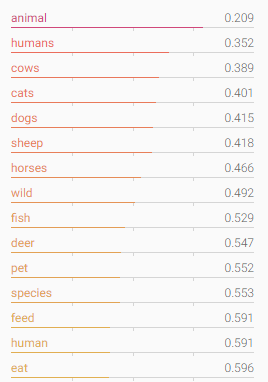 animal 0.209
humans 0.352
cows 0.389
cats 0.401
dogs 0.415
sheep 0.418
horses 0.466
wild 0.492
fish 0.529
deer 0.547
pet 0.552
species 0.553
feed 0.591
human 0.591
eat 0.596